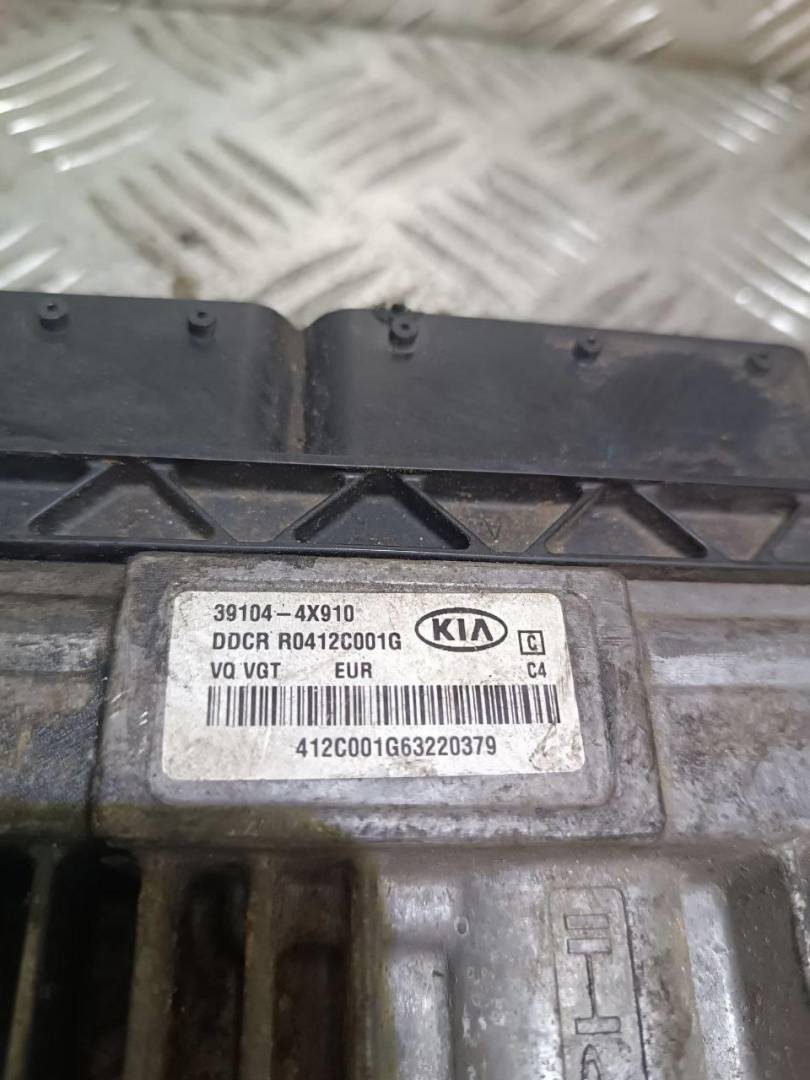 39104-4X910
DDCR R0412C001G
KIA
C
VQ VGT EUR C4
412C001G63220379